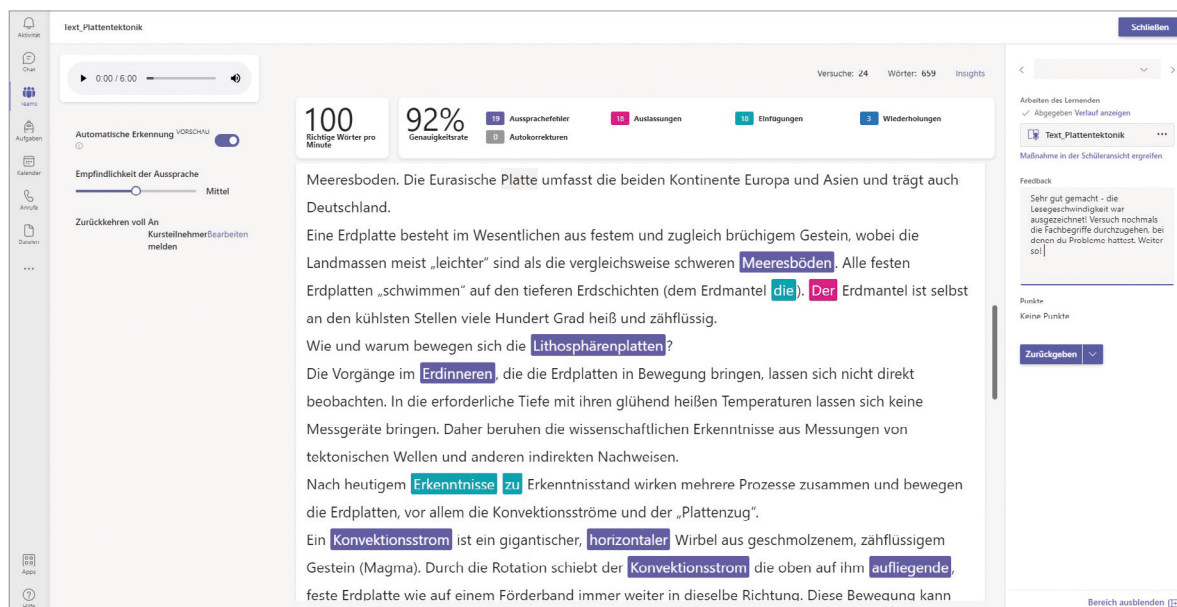 Text_Plattentektonik
Schließen
Aktivität
Chat
Teams
Aufgaben
Kalender
Anrufe
Dateien
...
Apps
Hilfe
0:00 / 6:00
Automatische Erkennung VORSCHAU
Empfindlichkeit der Aussprache
Mittel
Zurückkehren voll An
KursteilnehmerBearbeiten
melden
Versuche: 24 Wörter: 659 Insights
100
Richtige Wörter pro
Minute
92%
Genauigkeitsrate
19 Aussprachefehler
18 Auslassungen
18 Einfügungen
3 Wiederholungen
0 Autokorrekturen
Meeresboden. Die Eurasische Platte umfasst die beiden Kontinente Europa und Asien und trägt auch
Deutschland.
Eine Erdplatte besteht im Wesentlichen aus festem und zugleich brüchigem Gestein, wobei die
Landmassen meist „leichter“ sind als die vergleichsweise schweren Meeresböden. Alle festen
Erdplatten „schwimmen“ auf den tieferen Erdschichten (dem Erdmantel die). Der Erdmantel ist selbst
an den kühlsten Stellen viele Hundert Grad heiß und zähflüssig.
Wie und warum bewegen sich die Lithosphärenplatten?
Die Vorgänge im Erdinneren, die die Erdplatten in Bewegung bringen, lassen sich nicht direkt
beobachten. In die erforderliche Tiefe mit ihren glühend heißen Temperaturen lassen sich keine
Messgeräte bringen. Daher beruhen die wissenschaftlichen Erkenntnisse aus Messungen von
tektonischen Wellen und anderen indirekten Nachweisen.
Nach heutigem Erkenntnisse zu Erkenntnisstand wirken mehrere Prozesse zusammen und bewegen
die Erdplatten, vor allem die Konvektionsströme und der „Plattenzug“.
Ein Konvektionsstrom ist ein gigantischer, horizontaler Wirbel aus geschmolzenem, zähflüssigem
Gestein (Magma). Durch die Rotation schiebt der Konvektionsstrom die oben auf ihm aufliegende,
feste Erdplatte wie auf einem Förderband immer weiter in dieselbe Richtung. Diese Bewegung kann
Arbeiten des Lernenden
Abgegeben Verlauf anzeigen
Text_Plattentektonik ...
Maßnahme in der Schüleransicht ergreifen
Feedback
Sehr gut gemacht - die
Lesegeschwindigkeit war
ausgezeichnet! Versuch nochmals
die Fachbegriffe durchzugehen, bei
denen du Probleme hattest. Weiter
so!
Punkte
Keine Punkte
Zurückgeben
Bereich ausblenden